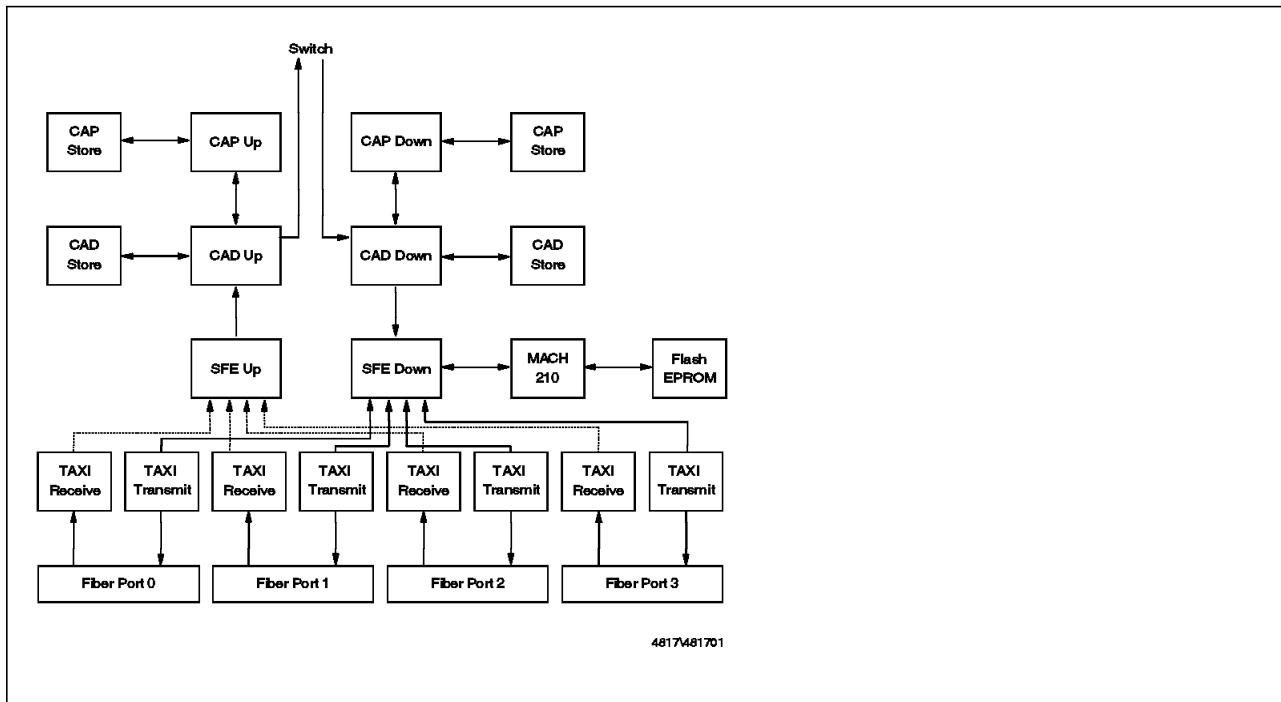 Switch
CAP
Store
CAP Up
CAP Down
CAP
Store
CAD
Store
CAD Up
CAD Down
CAD
Store
SFE Up
SFE Down
MACH
210
Flash
EPROM
TAXI
Receive
TAXI
Transmit
TAXI
Receive
TAXI
Transmit
TAXI
Receive
TAXI
Transmit
TAXI
Receive
TAXI
Transmit
Fiber Port 0
Fiber Port 1
Fiber Port 2
Fiber Port 3
4817\481701